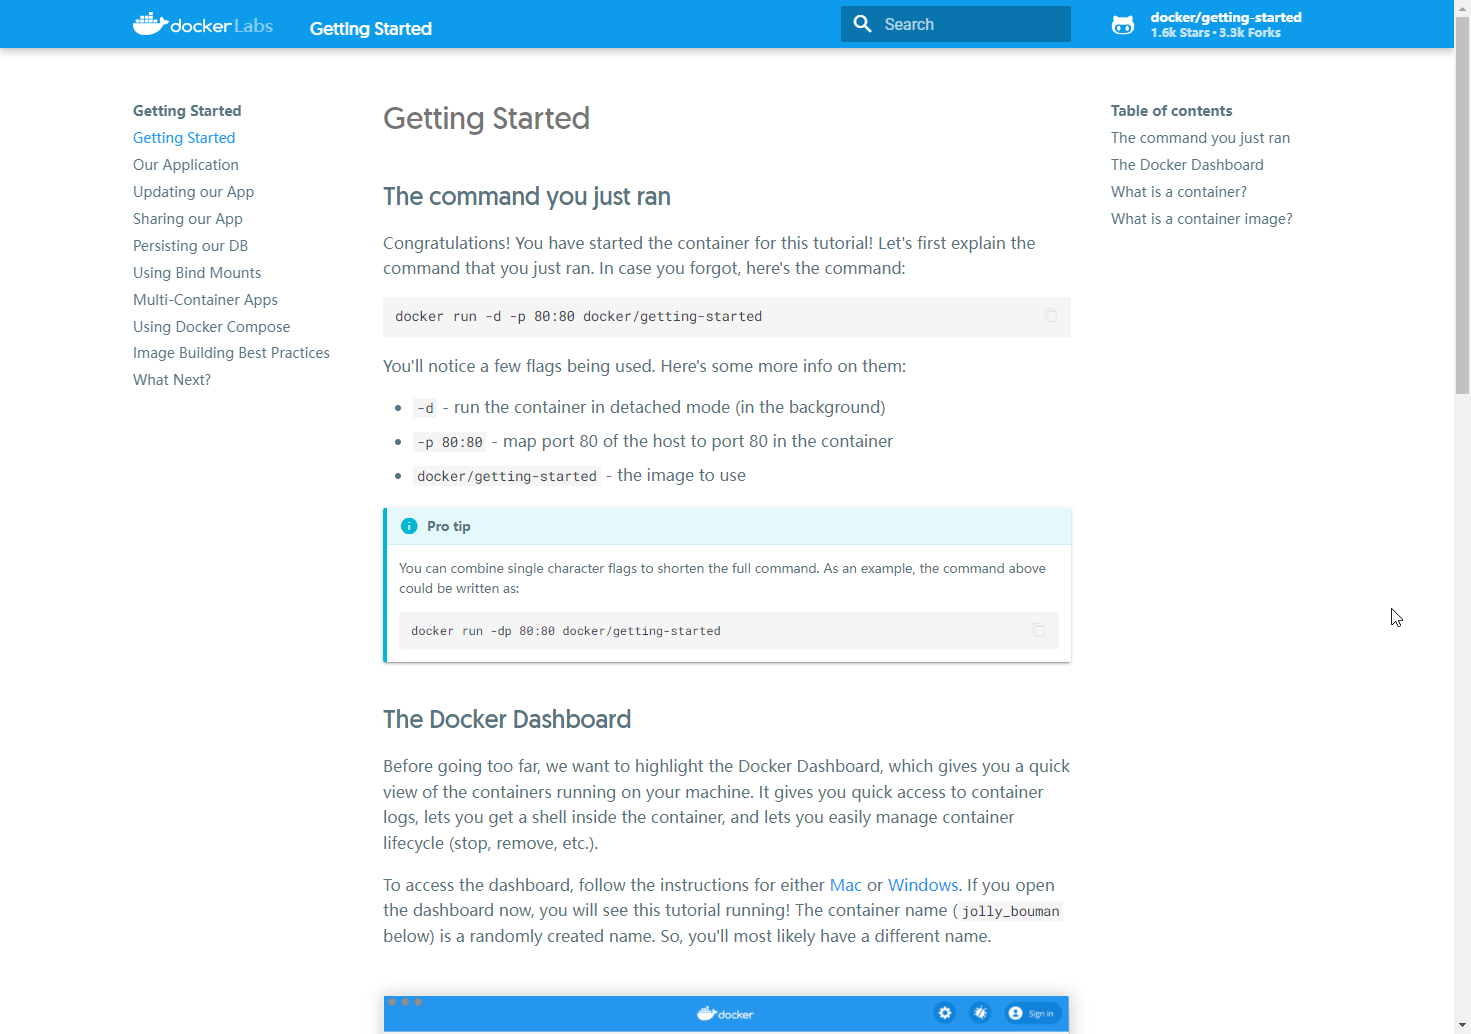 docker Labs
Getting Started
Search
docker/getting-started
1.6k Stars • 3.3k Forks
Getting Started
Getting Started
Our Application
Updating our App
Sharing our App
Persisting our DB
Using Bind Mounts
Multi-Container Apps
Using Docker Compose
Image Building Best Practices
What Next?
Getting Started
The command you just ran
Congratulations! You have started the container for this tutorial! Let's first explain the
command that you just ran. In case you forgot, here's the command:
docker run -d -p 80:80 docker/getting-started
You'll notice a few flags being used. Here's some more info on them:
• -d - run the container in detached mode (in the background)
• -p 80:80 - map port 80 of the host to port 80 in the container
• docker/getting-started - the image to use
Pro tip
You can combine single character flags to shorten the full command. As an example, the command above
could be written as:
docker run -dp 80:80 docker/getting-started
The Docker Dashboard
Before going too far, we want to highlight the Docker Dashboard, which gives you a quick
view of the containers running on your machine. It gives you quick access to container
logs, lets you get a shell inside the container, and lets you easily manage container
lifecycle (stop, remove, etc.).
To access the dashboard, follow the instructions for either Mac or Windows. If you open
the dashboard now, you will see this tutorial running! The container name ( jolly_bouman
below) is a randomly created name. So, you'll most likely have a different name.
docker
Sign in
Table of contents
The command you just ran
The Docker Dashboard
What is a container?
What is a container image?